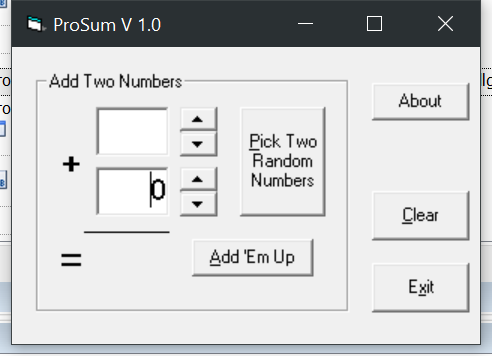 ProSum V 1.0
Add Two Numbers
+
0
=
Pick Two
Random
Numbers
Add 'Em Up
About
Clear
Exit